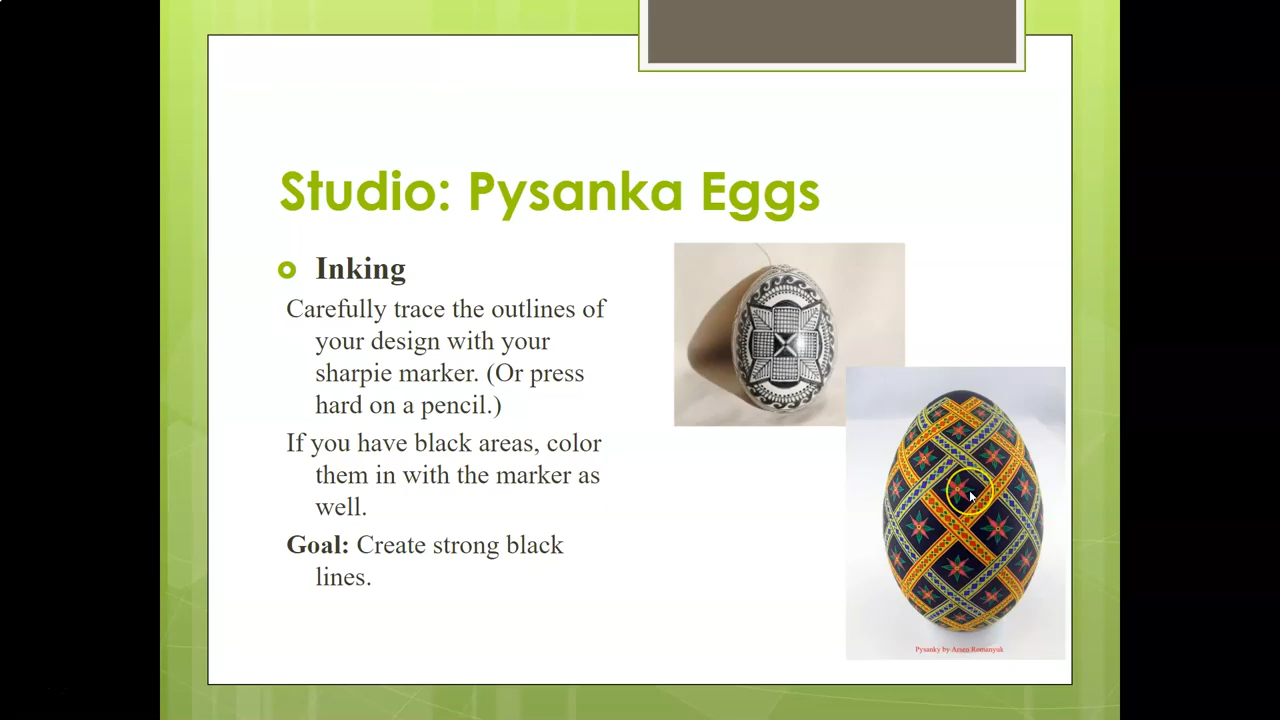 Studio: Pysanka Eggs
Inking
Carefully trace the outlines of
your design with your
sharpie marker. (Or press
hard on a pencil.)
If you have black areas, color
them in with the marker as
well.
Goal: Create strong black
lines.
Pysanky by Arsen Romanyuk